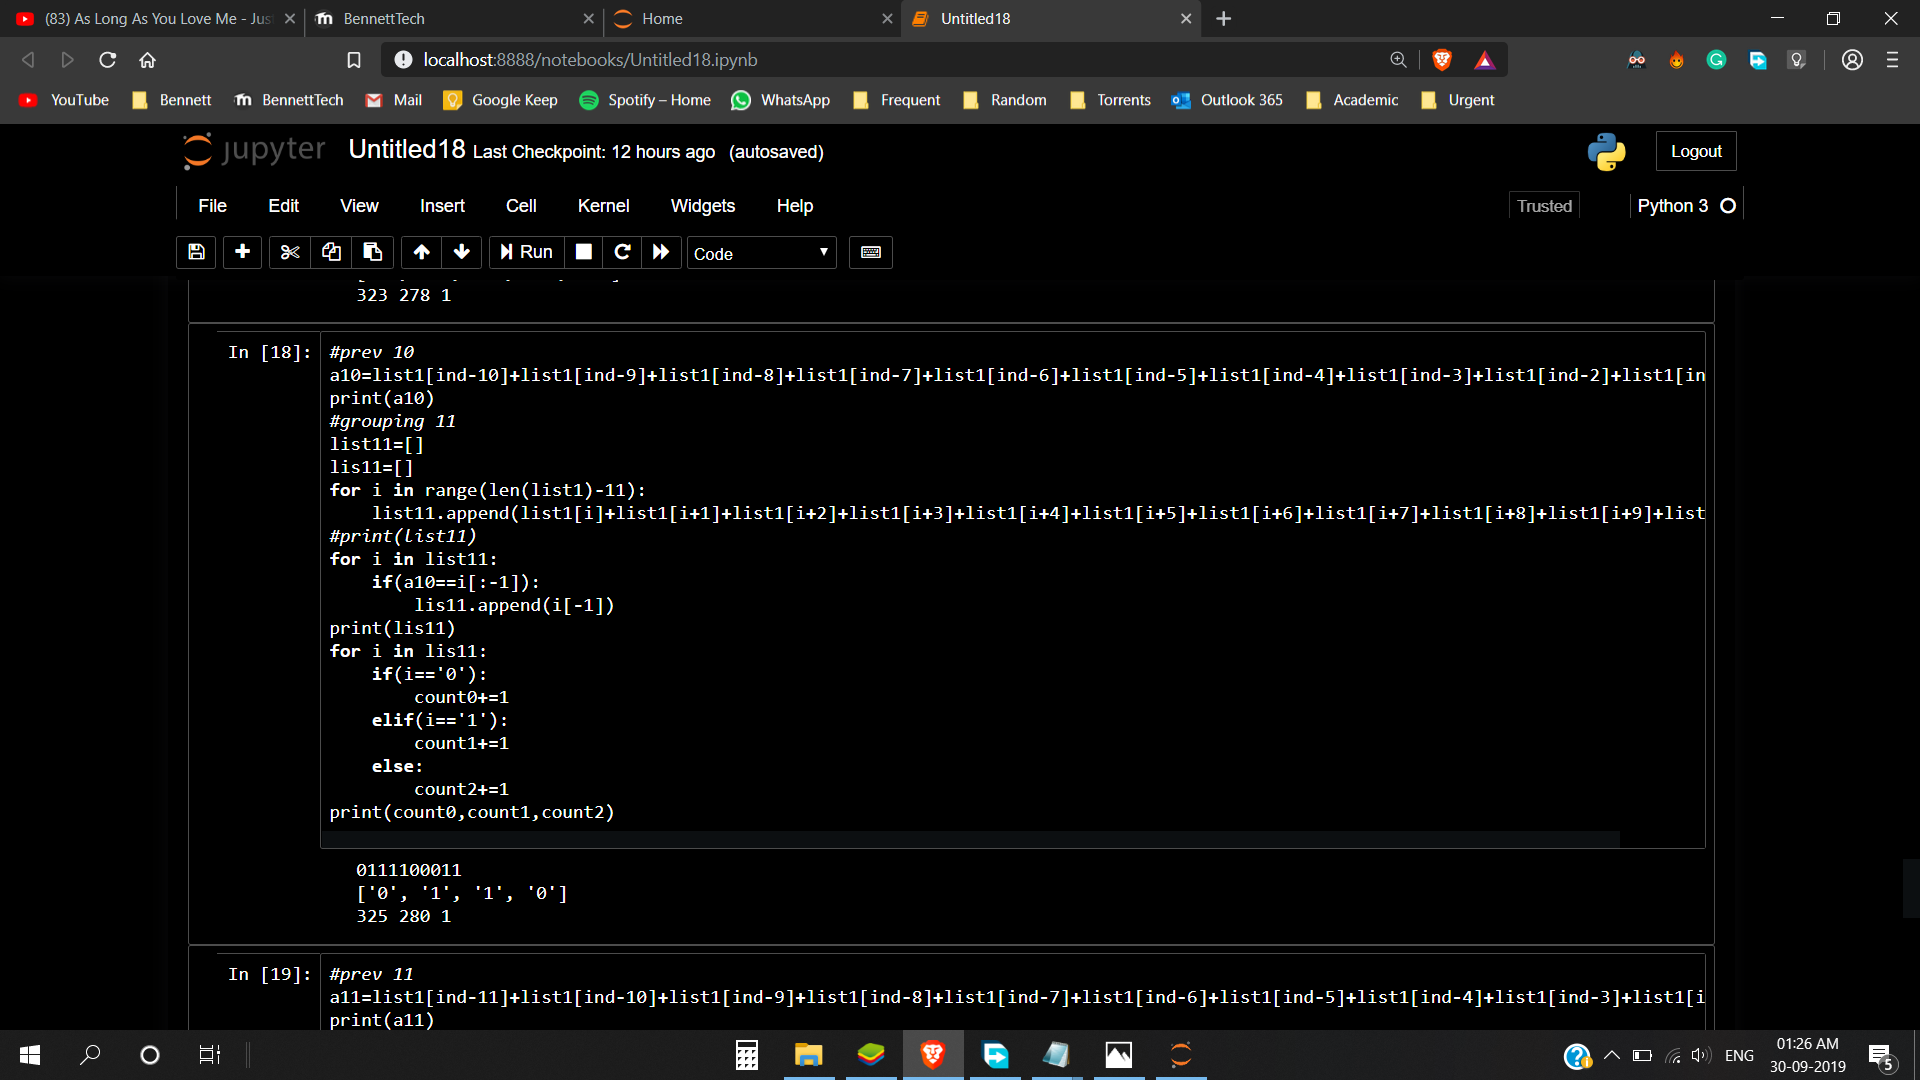 (83) As Long As You Love Me - Jus
BennettTech
Home
Untitled18
localhost:8888/notebooks/Untitled18.ipynb
YouTube Bennett BennettTech Mail Google Keep Spotify – Home WhatsApp Frequent Random Torrents Outlook 365 Academic Urgent
jupyter Untitled18 Last Checkpoint: 12 hours ago (autosaved) Logout
File Edit View Insert Cell Kernel Widgets Help Trusted Python 3
Run Code
323 278 1
In [18]: #prev 10
a10=list1[ind-10]+list1[ind-9]+list1[ind-8]+list1[ind-7]+list1[ind-6]+list1[ind-5]+list1[ind-4]+list1[ind-3]+list1[ind-2]+list1[in
print(a10)
#grouping 11
list11=[]
lis11=[]
for i in range(len(list1)-11):
    list11.append(list1[i]+list1[i+1]+list1[i+2]+list1[i+3]+list1[i+4]+list1[i+5]+list1[i+6]+list1[i+7]+list1[i+8]+list1[i+9]+list
#print(list11)
for i in list11:
    if(a10==i[:-1]):
        lis11.append(i[-1])
print(lis11)
for i in lis11:
    if(i=='0'):
        count0+=1
    elif(i=='1'):
        count1+=1
    else:
        count2+=1
print(count0,count1,count2)
0111100011
['0', '1', '1', '0']
325 280 1
In [19]: #prev 11
a11=list1[ind-11]+list1[ind-10]+list1[ind-9]+list1[ind-8]+list1[ind-7]+list1[ind-6]+list1[ind-5]+list1[ind-4]+list1[ind-3]+list1[i
print(a11)
ENG
01:26 AM
30-09-2019
5